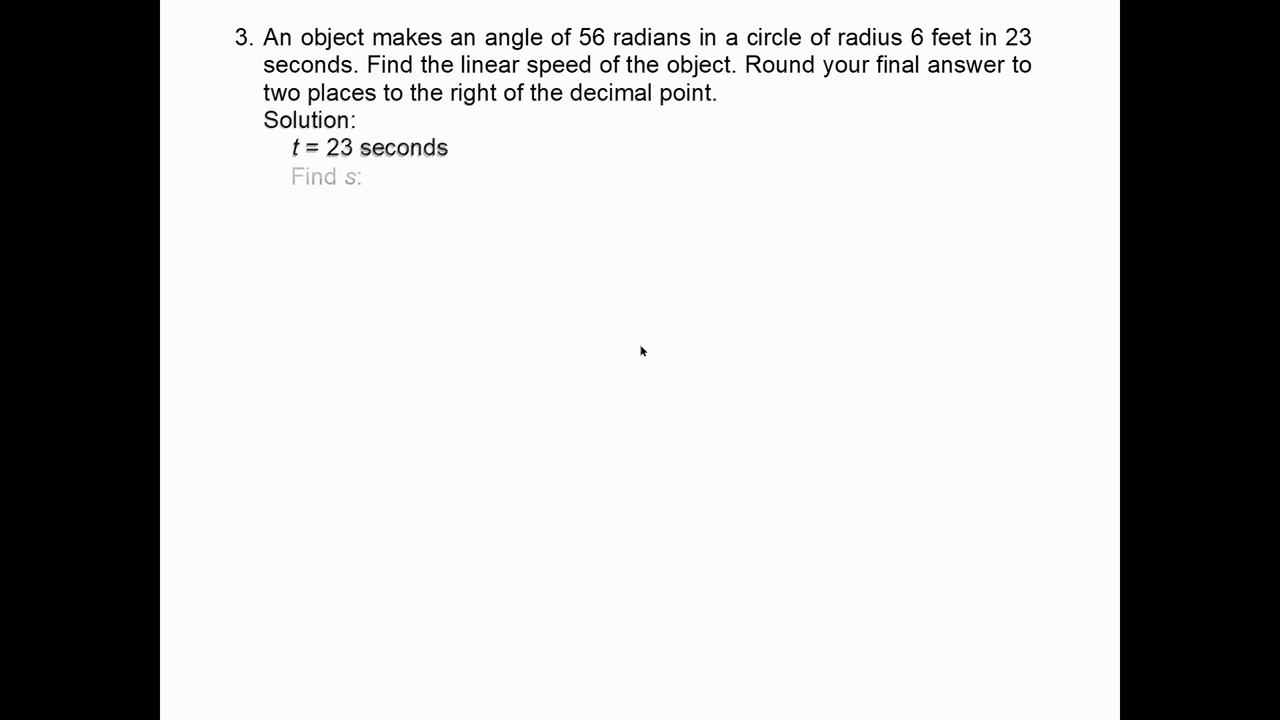 3. An object makes an angle of 56 radians in a circle of radius 6 feet in 23
seconds. Find the linear speed of the object. Round your final answer to
two places to the right of the decimal point.
Solution:
t = 23 seconds
Find s: